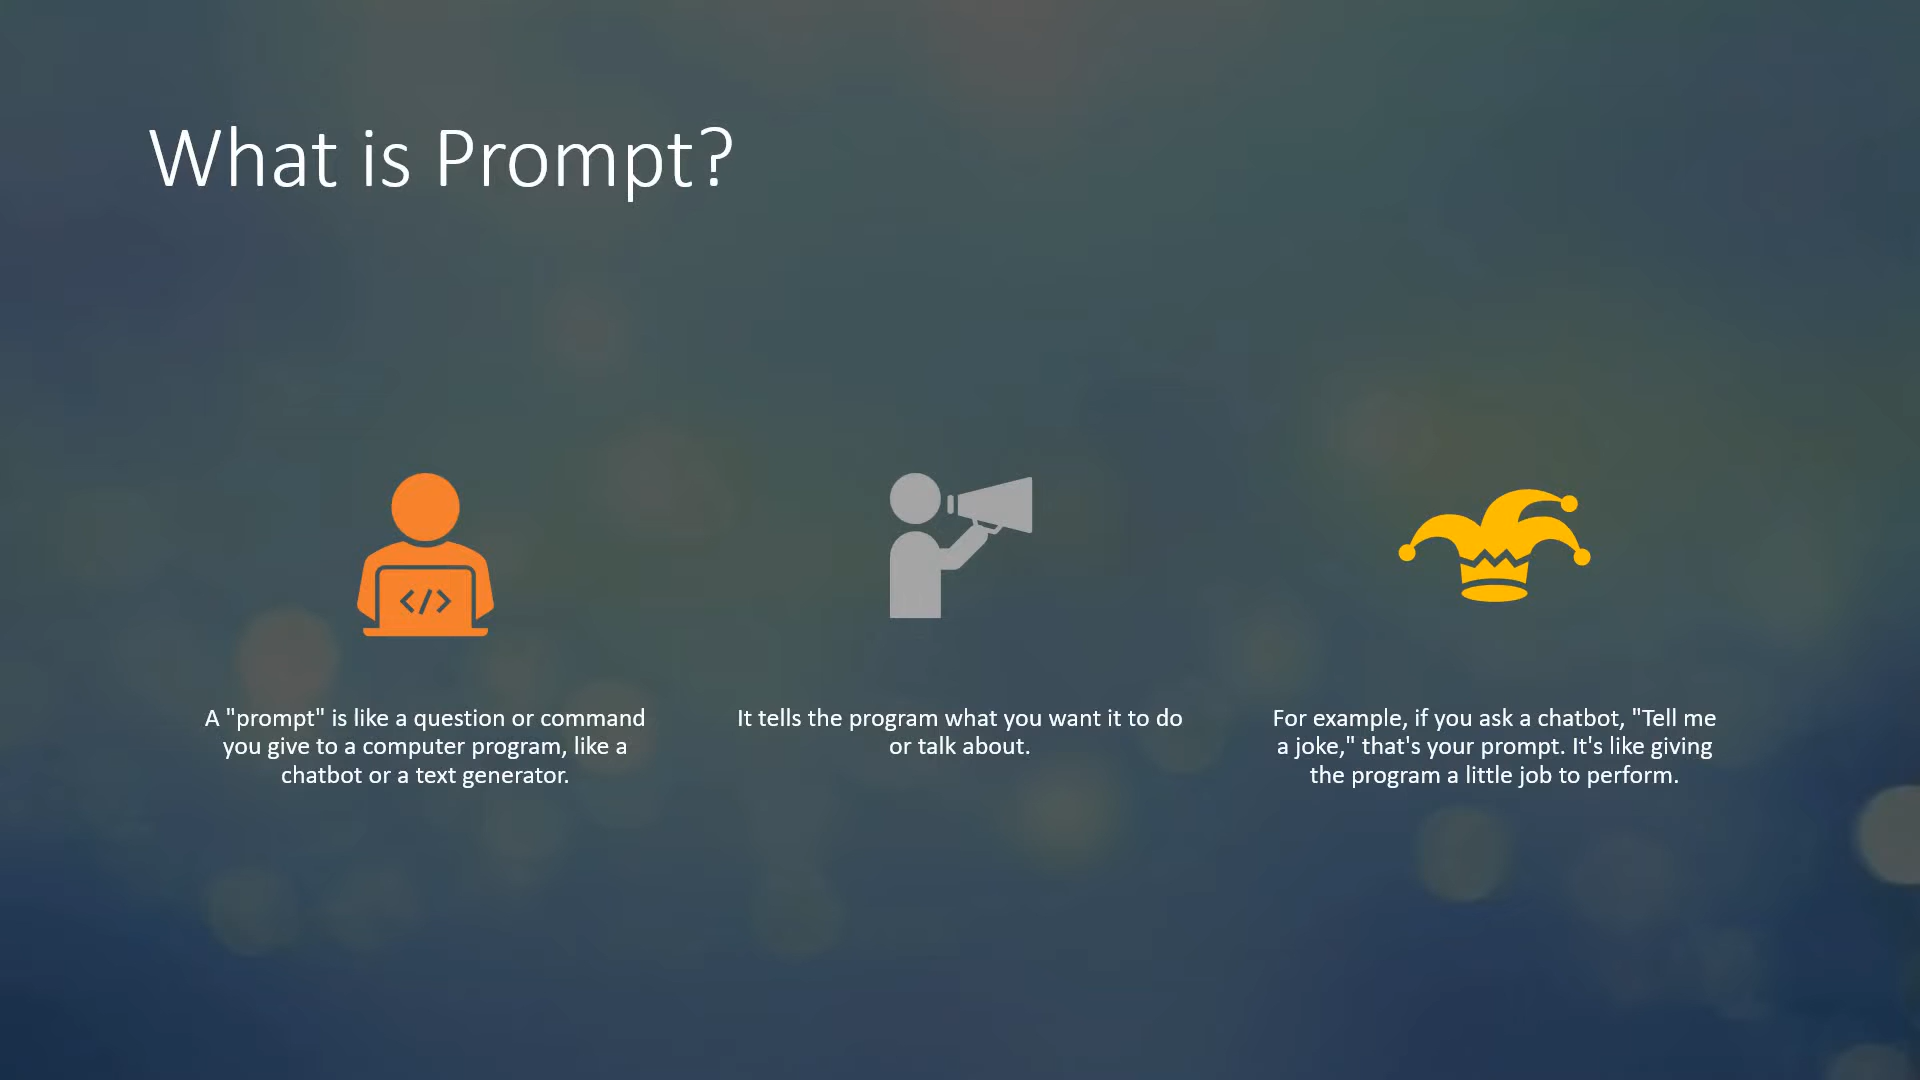 What is Prompt?
A "prompt" is like a question or command
you give to a computer program, like a
chatbot or a text generator.
It tells the program what you want it to do
or talk about.
For example, if you ask a chatbot, "Tell me
a joke," that's your prompt. It's like giving
the program a little job to perform.